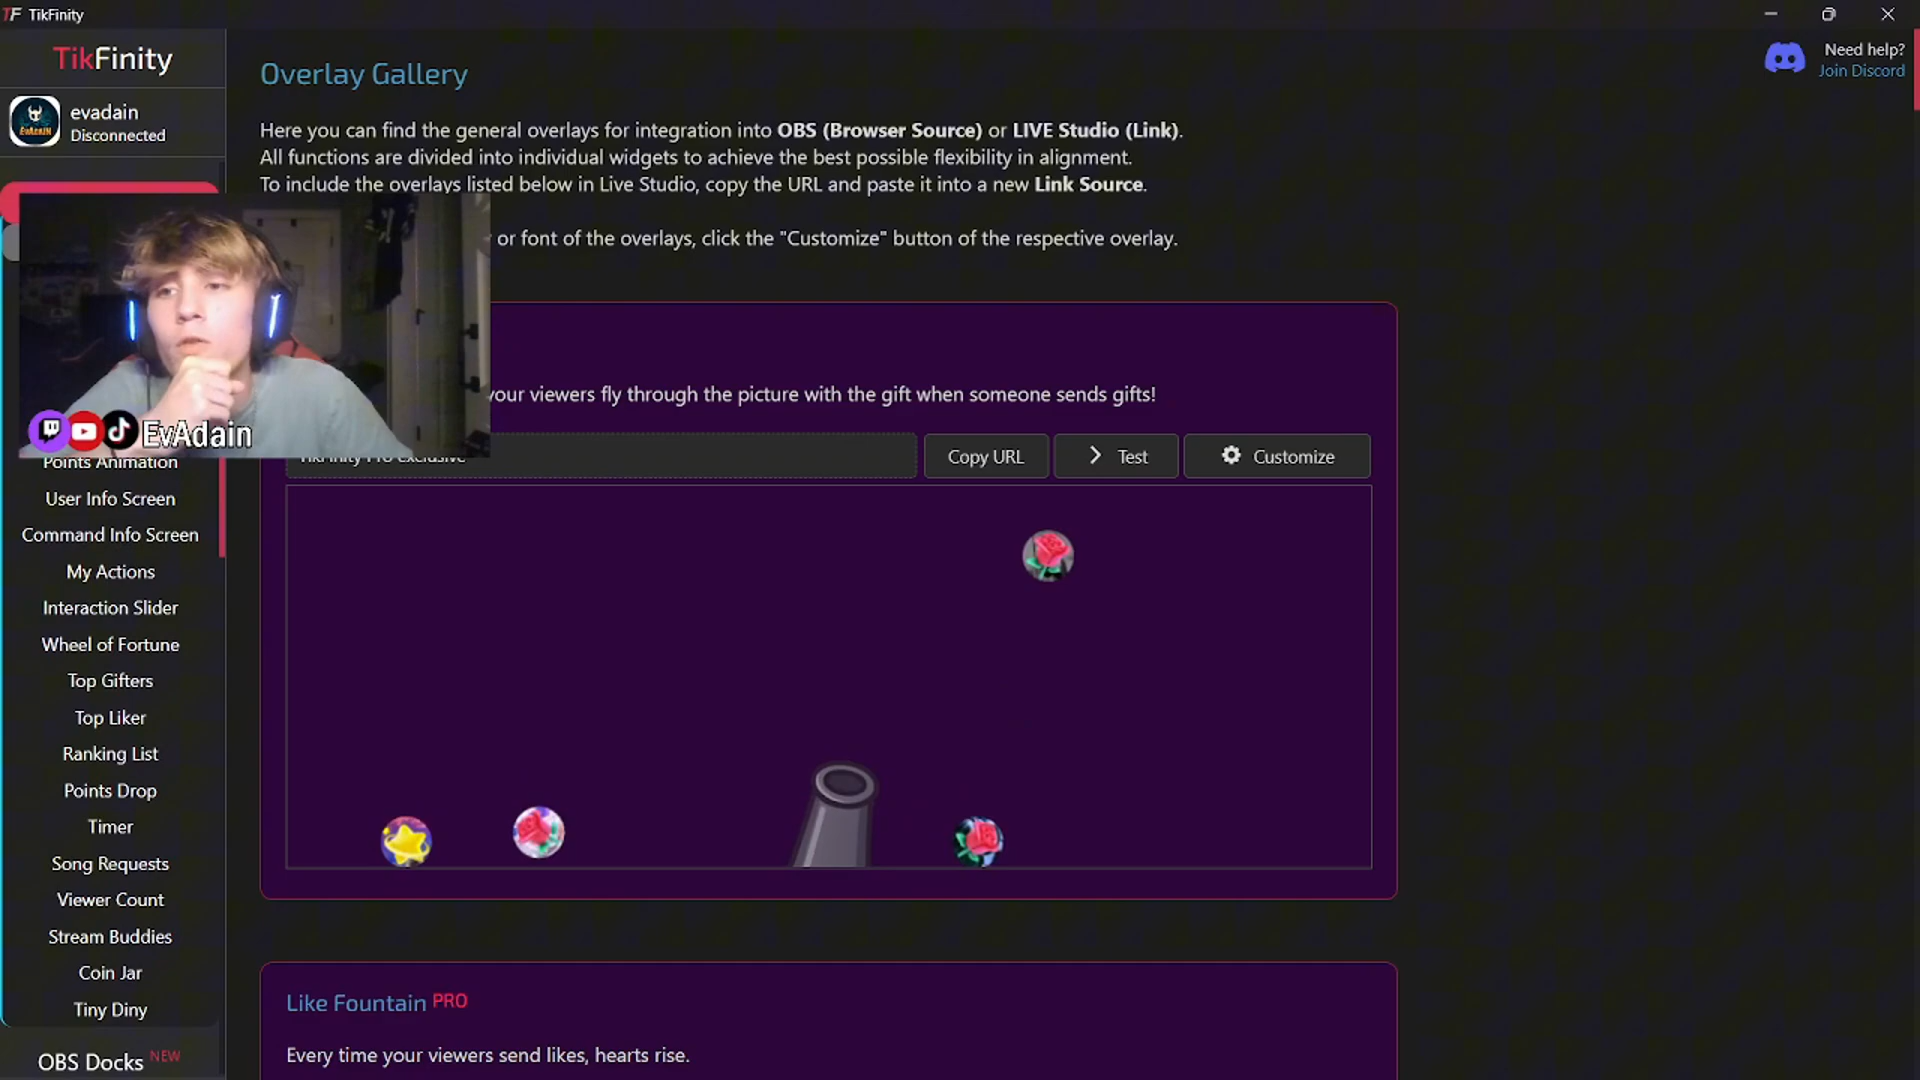 TF TikFinity
TikFinity
evadain
Disconnected
Need help?
Join Discord
Overlay Gallery
Here you can find the general overlays for integration into OBS (Browser Source) or LIVE Studio (Link).
All functions are divided into individual widgets to achieve the best possible flexibility in alignment.
To include the overlays listed below in Live Studio, copy the URL and paste it into a new Link Source.
or font of the overlays, click the "Customize" button of the respective overlay.
your viewers fly through the picture with the gift when someone sends gifts!
EvAdain
TikFinity Pro Exclusive
Copy URL
Test
Customize
Points Animation
User Info Screen
Command Info Screen
My Actions
Interaction Slider
Wheel of Fortune
Top Gifters
Top Liker
Ranking List
Points Drop
Timer
Song Requests
Viewer Count
Stream Buddies
Coin Jar
Tiny Diny
OBS Docks NEW
Like Fountain PRO
Every time your viewers send likes, hearts rise.